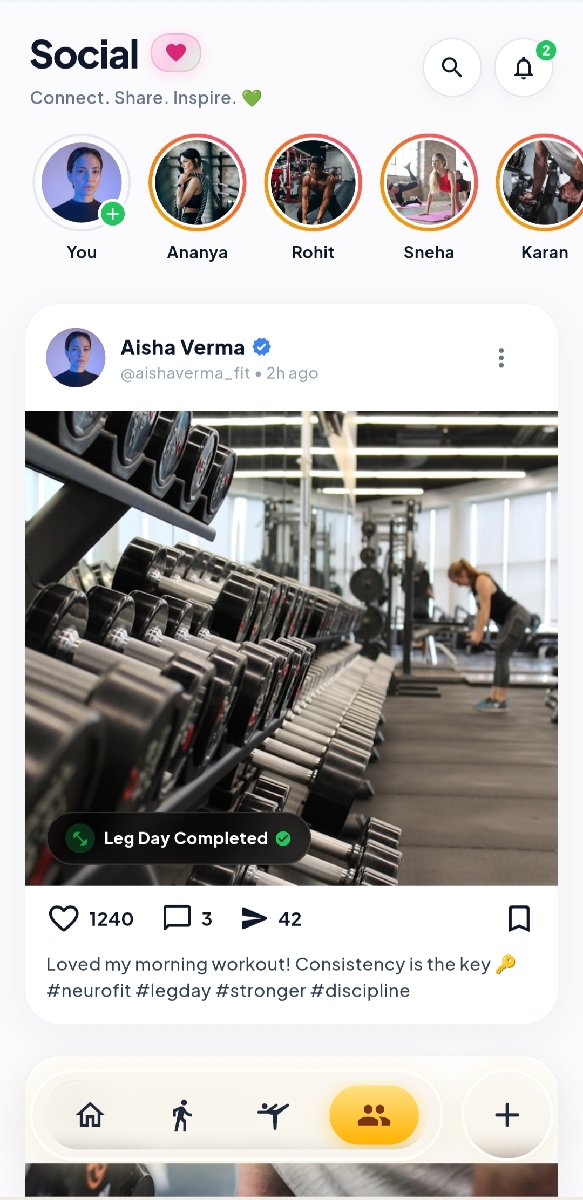 Social
2
Connect. Share. Inspire. 💚
You
Ananya
Rohit
Sneha
Karan
Aisha Verma
@aishaverma_fit • 2h ago
Leg Day Completed
1240 3 42
Loved my morning workout! Consistency is the key 🔑
#neurofit #legday #stronger #discipline